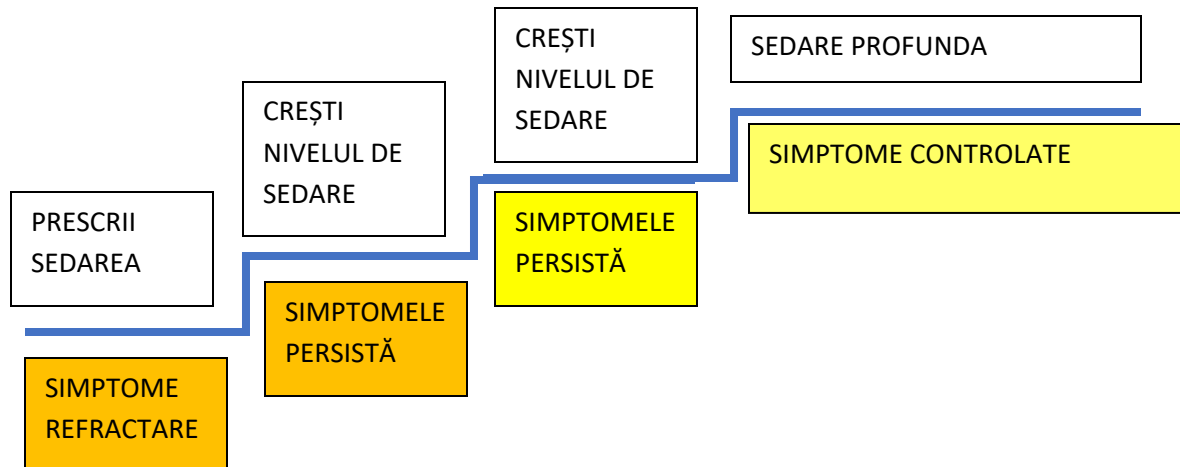 PRESCRII
SEDAREA
SIMPTOME
REFRACTARE
CREȘTI
NIVELUL DE
SEDARE
SIMPTOMELE
PERSISTĂ
CREȘTI
NIVELUL DE
SEDARE
SIMPTOMELE
PERSISTĂ
SEDARE PROFUNDA
SIMPTOME CONTROLATE